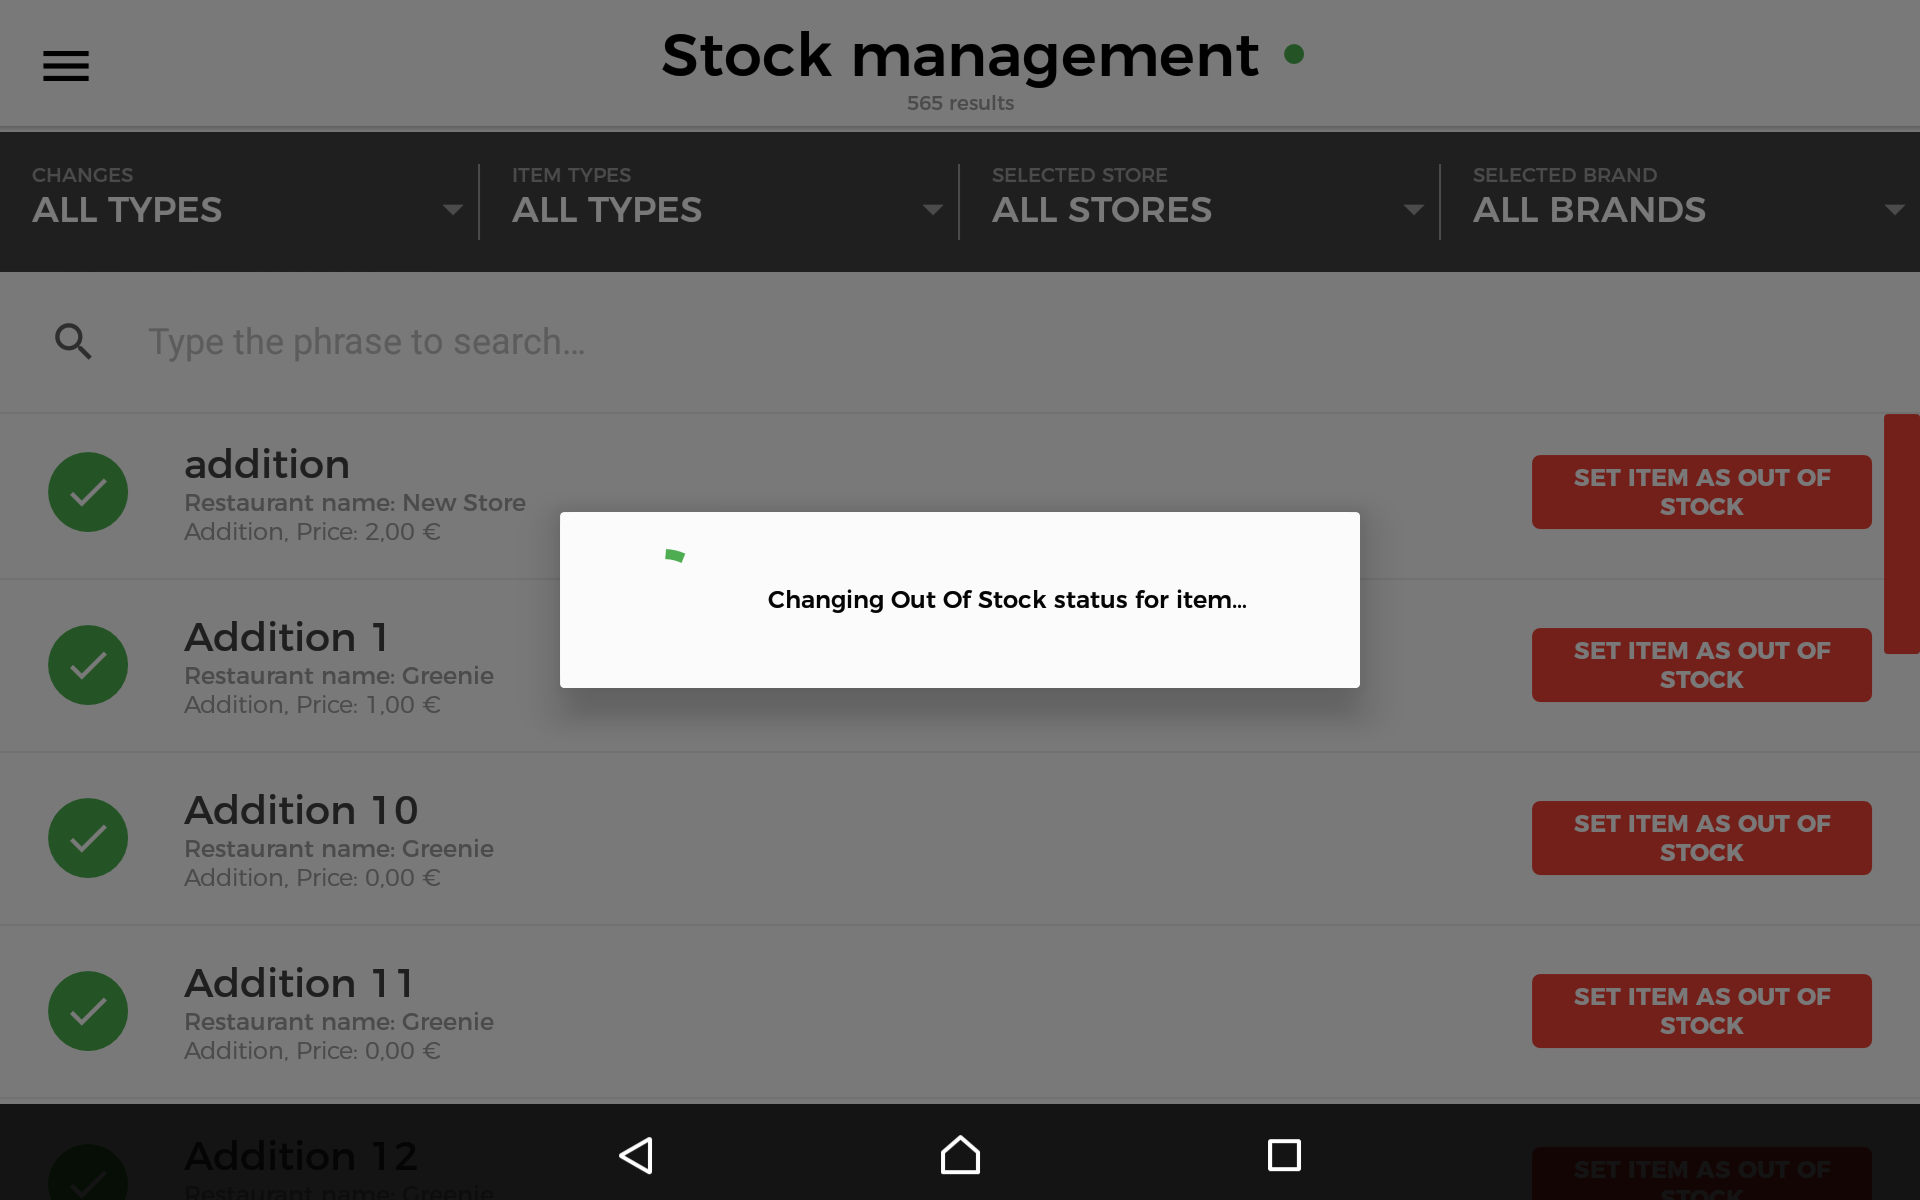 Stock management
565 results
CHANGES
ALL TYPES
ITEM TYPES
ALL TYPES
SELECTED STORE
ALL STORES
SELECTED BRAND
ALL BRANDS
Type the phrase to search...
addition
Restaurant name: New Store
Addition, Price: 2,00 €
SET ITEM AS OUT OF
STOCK
Changing Out Of Stock status for item...
Addition 1
Restaurant name: Greenie
Addition, Price: 1,00 €
SET ITEM AS OUT OF
STOCK
Addition 10
Restaurant name: Greenie
Addition, Price: 0,00 €
SET ITEM AS OUT OF
STOCK
Addition 11
Restaurant name: Greenie
Addition, Price: 0,00 €
SET ITEM AS OUT OF
STOCK
Addition 12
Restaurant name: Greenie
SET ITEM AS OUT OF
STOCK